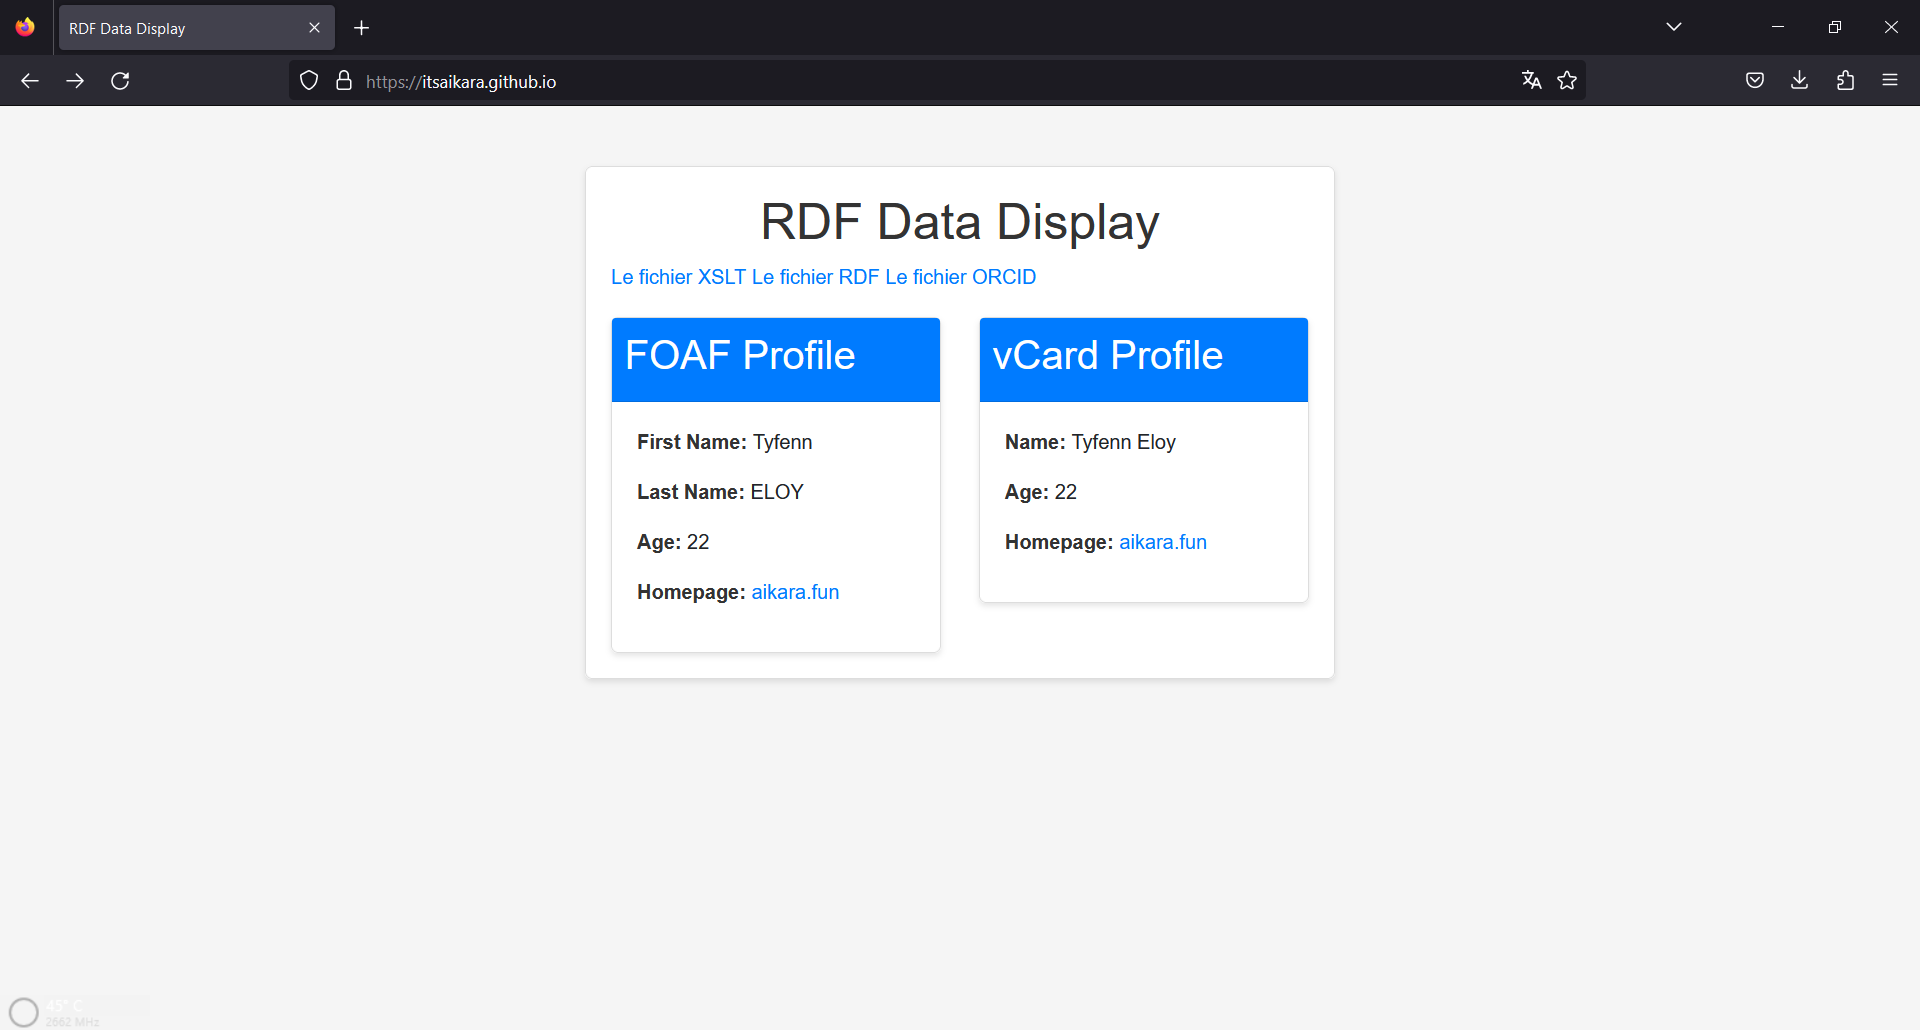 RDF Data Display
https://itsaikara.github.io
RDF Data Display
Le fichier XSLT Le fichier RDF Le fichier ORCID
FOAF Profile
First Name: Tyfenn
Last Name: ELOY
Age: 22
Homepage: aikara.fun
vCard Profile
Name: Tyfenn Eloy
Age: 22
Homepage: aikara.fun
45° C
2662 MHz